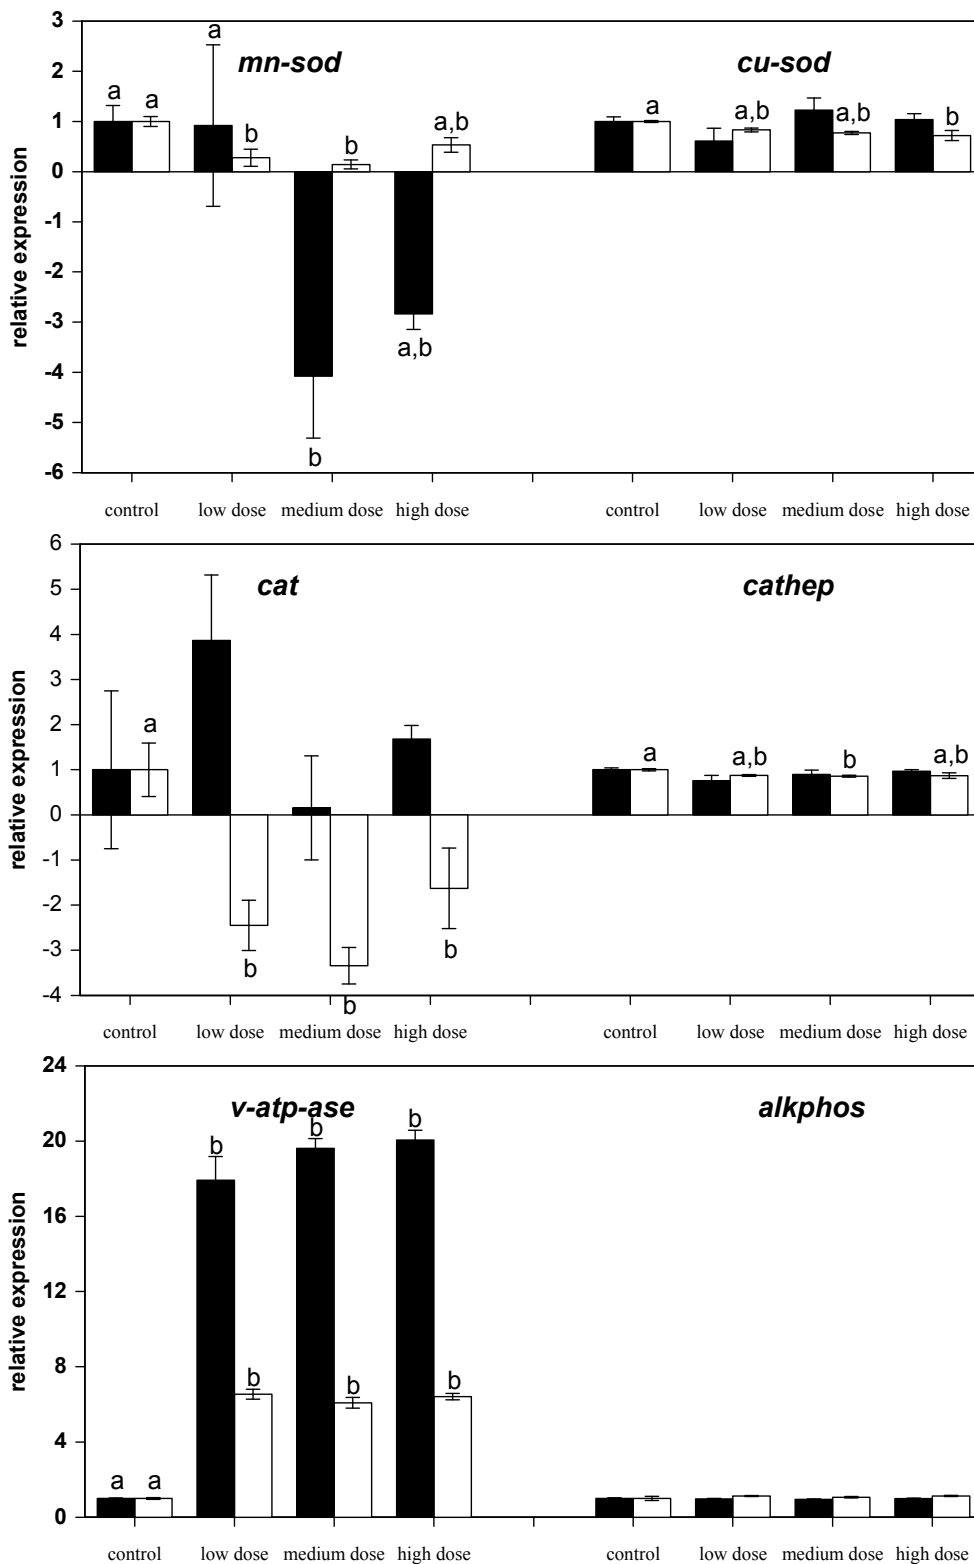 3
2
1
0
-1
-2
-3
-4
-5
-6
relative expression
mn-sod
cu-sod
a
a
a
b
b
b
a,b
a,b
a
a,b
a,b
b
control
low dose
medium dose
high dose
control
low dose
medium dose
high dose
6
5
4
3
2
1
0
-1
-2
-3
-4
relative expression
cat
cathep
a
b
b
b
a
a,b
b
a,b
control
low dose
medium dose
high dose
control
low dose
medium dose
high dose
24
20
16
12
8
4
0
relative expression
v-atp-ase
alkphos
a
a
b
b
b
b
b
b
control
low dose
medium dose
high dose
control
low dose
medium dose
high dose